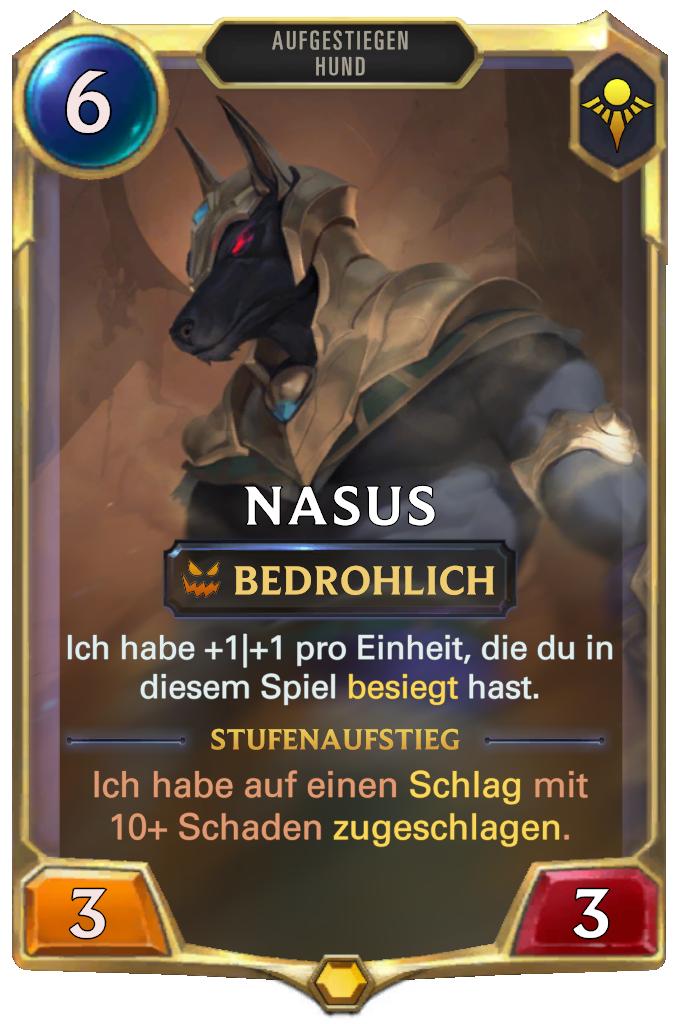 AUFGESTIEGEN
HUND
6
NASUS
BEDROHLICH
Ich habe +1|+1 pro Einheit, die du in
diesem Spiel besiegt hast.
STUFENAUFSTIEG
Ich habe auf einen Schlag mit
10+ Schaden zugeschlagen.
3
3